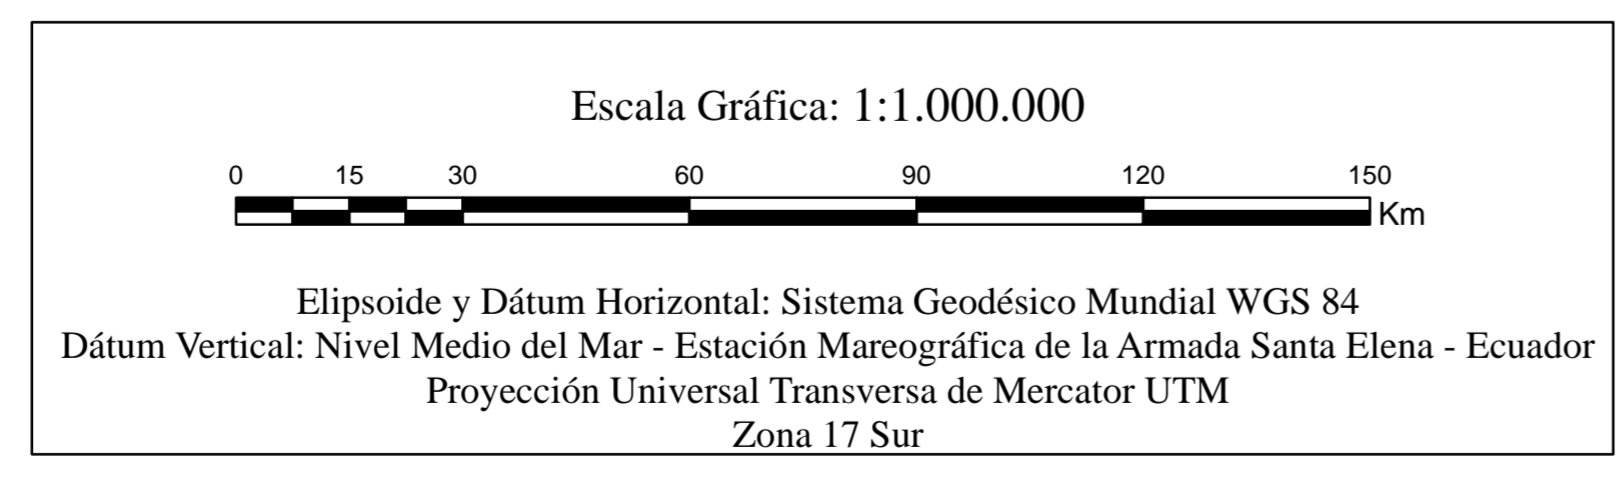 Escala Gráfica: 1:1.000.000
0 15 30 60 90 120 150
Km
Elipsoide y Dátum Horizontal: Sistema Geodésico Mundial WGS 84
Dátum Vertical: Nivel Medio del Mar - Estación Mareográfica de la Armada Santa Elena - Ecuador
Proyección Universal Transversa de Mercator UTM
Zona 17 Sur